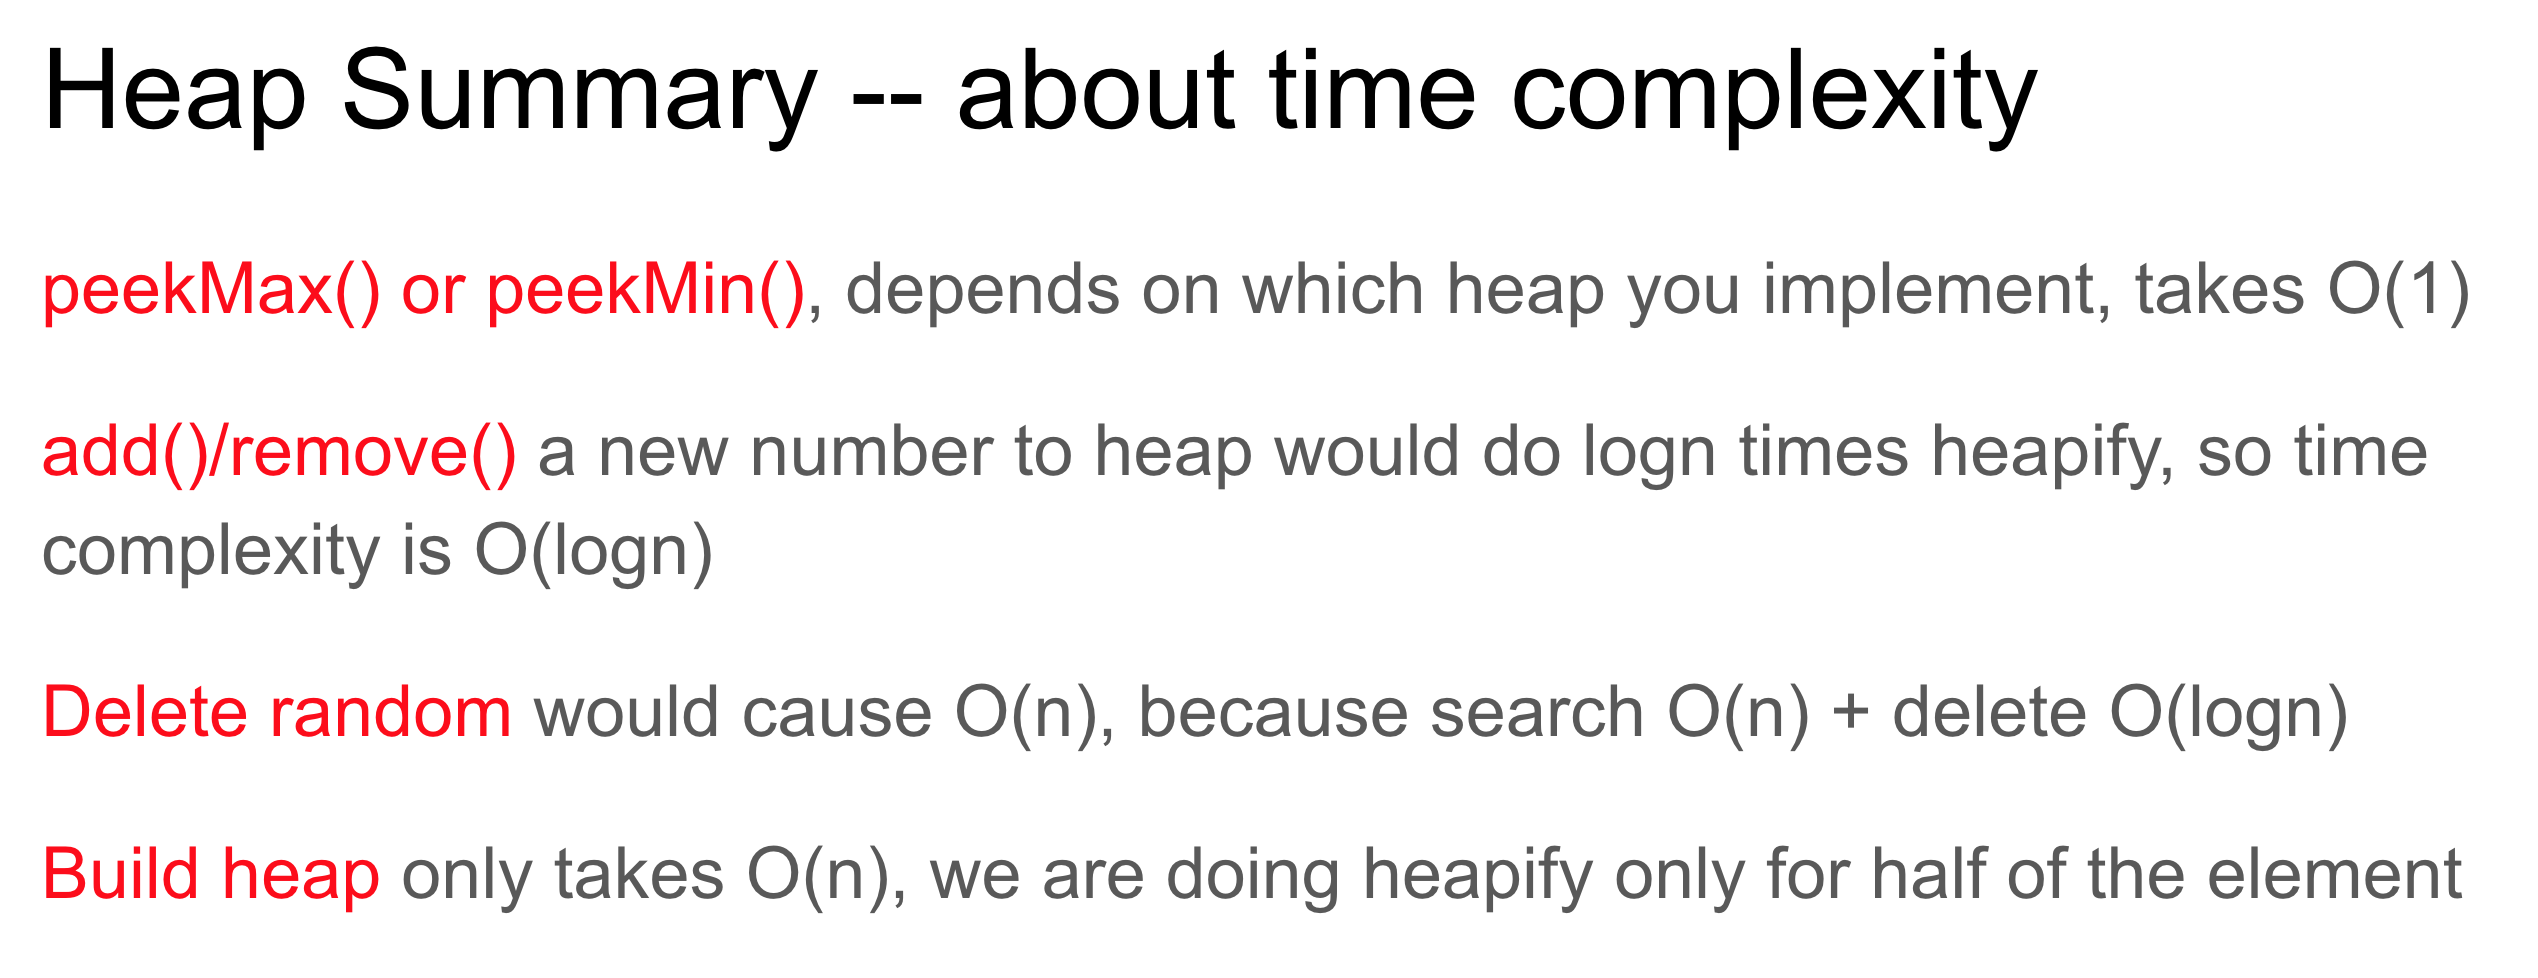 Heap Summary -- about time complexity
peekMax() or peekMin(), depends on which heap you implement, takes O(1)
add()/remove() a new number to heap would do logn times heapify, so time
complexity is O(logn)
Delete random would cause O(n), because search O(n) + delete O(logn)
Build heap only takes O(n), we are doing heapify only for half of the element